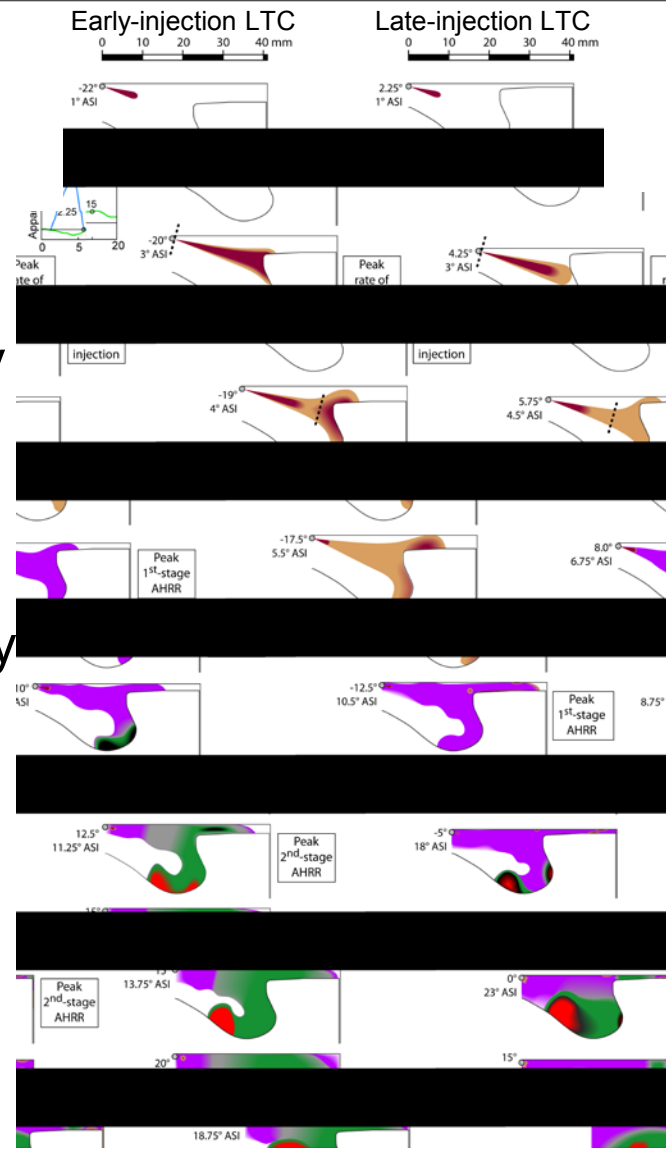 Early-injection LTC
Late-injection LTC
0 10 20 30 40 mm
0 10 20 30 40 mm
-22°
1° ASI
2.25°
1° ASI
15
0 5 20
-20°
3° ASI
Peak
rate of
4.25°
3° ASI
Peak
injection
injection
-19°
4° ASI
5.75°
4.5° ASI
Peak
1st-stage
AHRR
-17.5°
5.5° ASI
8.0°
6.75° ASI
y
ASI
-12.5°
10.5° ASI
Peak
1st-stage
AHRR
8.75°
12.5°
11.25° ASI
Peak
2nd-stage
AHRR
-5°
18° ASI
Peak
2nd-stage
AHRR
13.75° ASI
0°
23° ASI
20°
15°
18.75° ASI